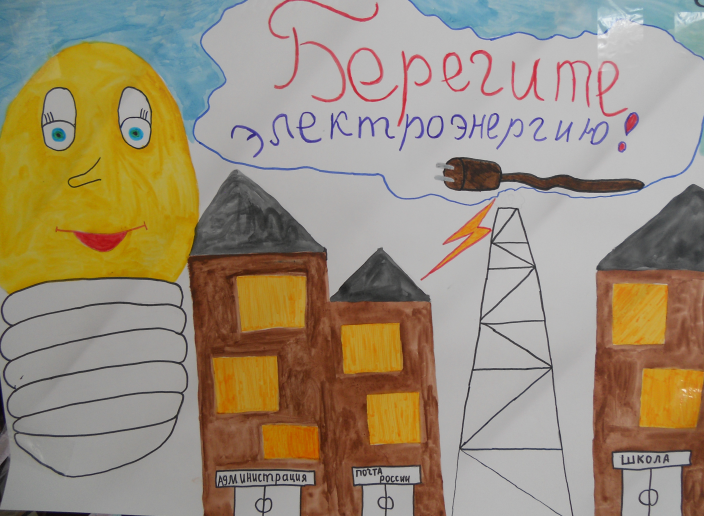 Берегите
электроэнергию!
АДМИНИСТРАЦИЯ
ПОЧТА
РОССИИ
ШКОЛА